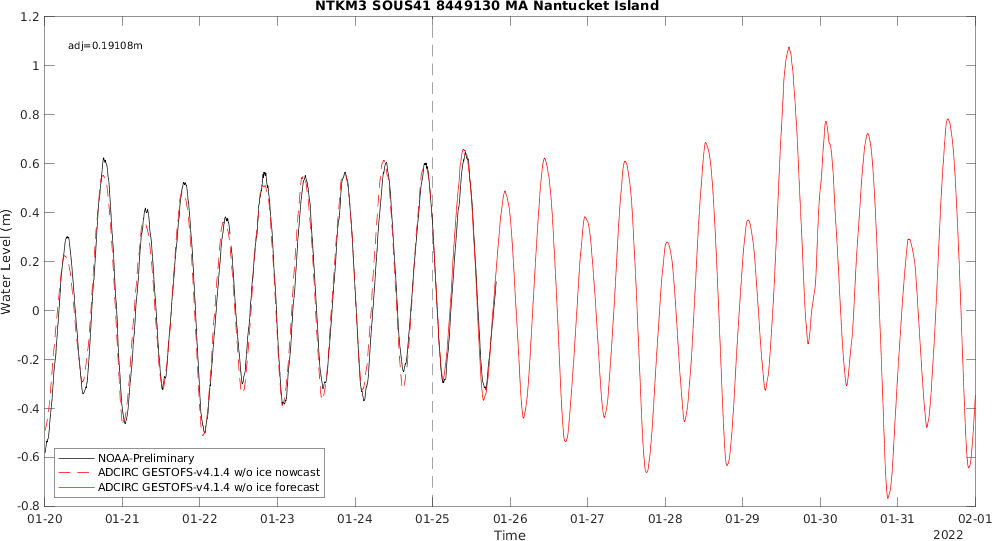 NTKM3 SOUS41 8449130 MA Nantucket Island
adj=0.19108m
1.2
1
0.8
0.6
0.4
0.2
0
-0.2
-0.4
-0.6
-0.8
Water Level (m)
NOAA-Preliminary
ADCIRC GESTOFS-v4.1.4 w/o ice nowcast
ADCIRC GESTOFS-v4.1.4 w/o ice forecast
01-20 01-21 01-22 01-23 01-24 01-25 01-26 01-27 01-28 01-29 01-30 01-31 02-01
Time
2022